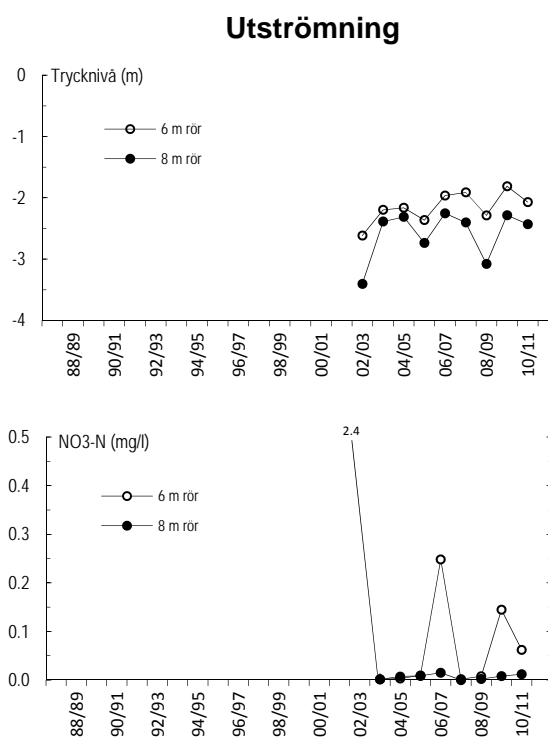 Utströmning
Trycknivå (m)
6 m rör
8 m rör
0
-1
-2
-3
-4
88/89 90/91 92/93 94/95 96/97 98/99 00/01 02/03 04/05 06/07 08/09 10/11
NO3-N (mg/l)
2.4
6 m rör
8 m rör
0.5
0.4
0.3
0.2
0.1
0.0
88/89 90/91 92/93 94/95 96/97 98/99 00/01 02/03 04/05 06/07 08/09 10/11